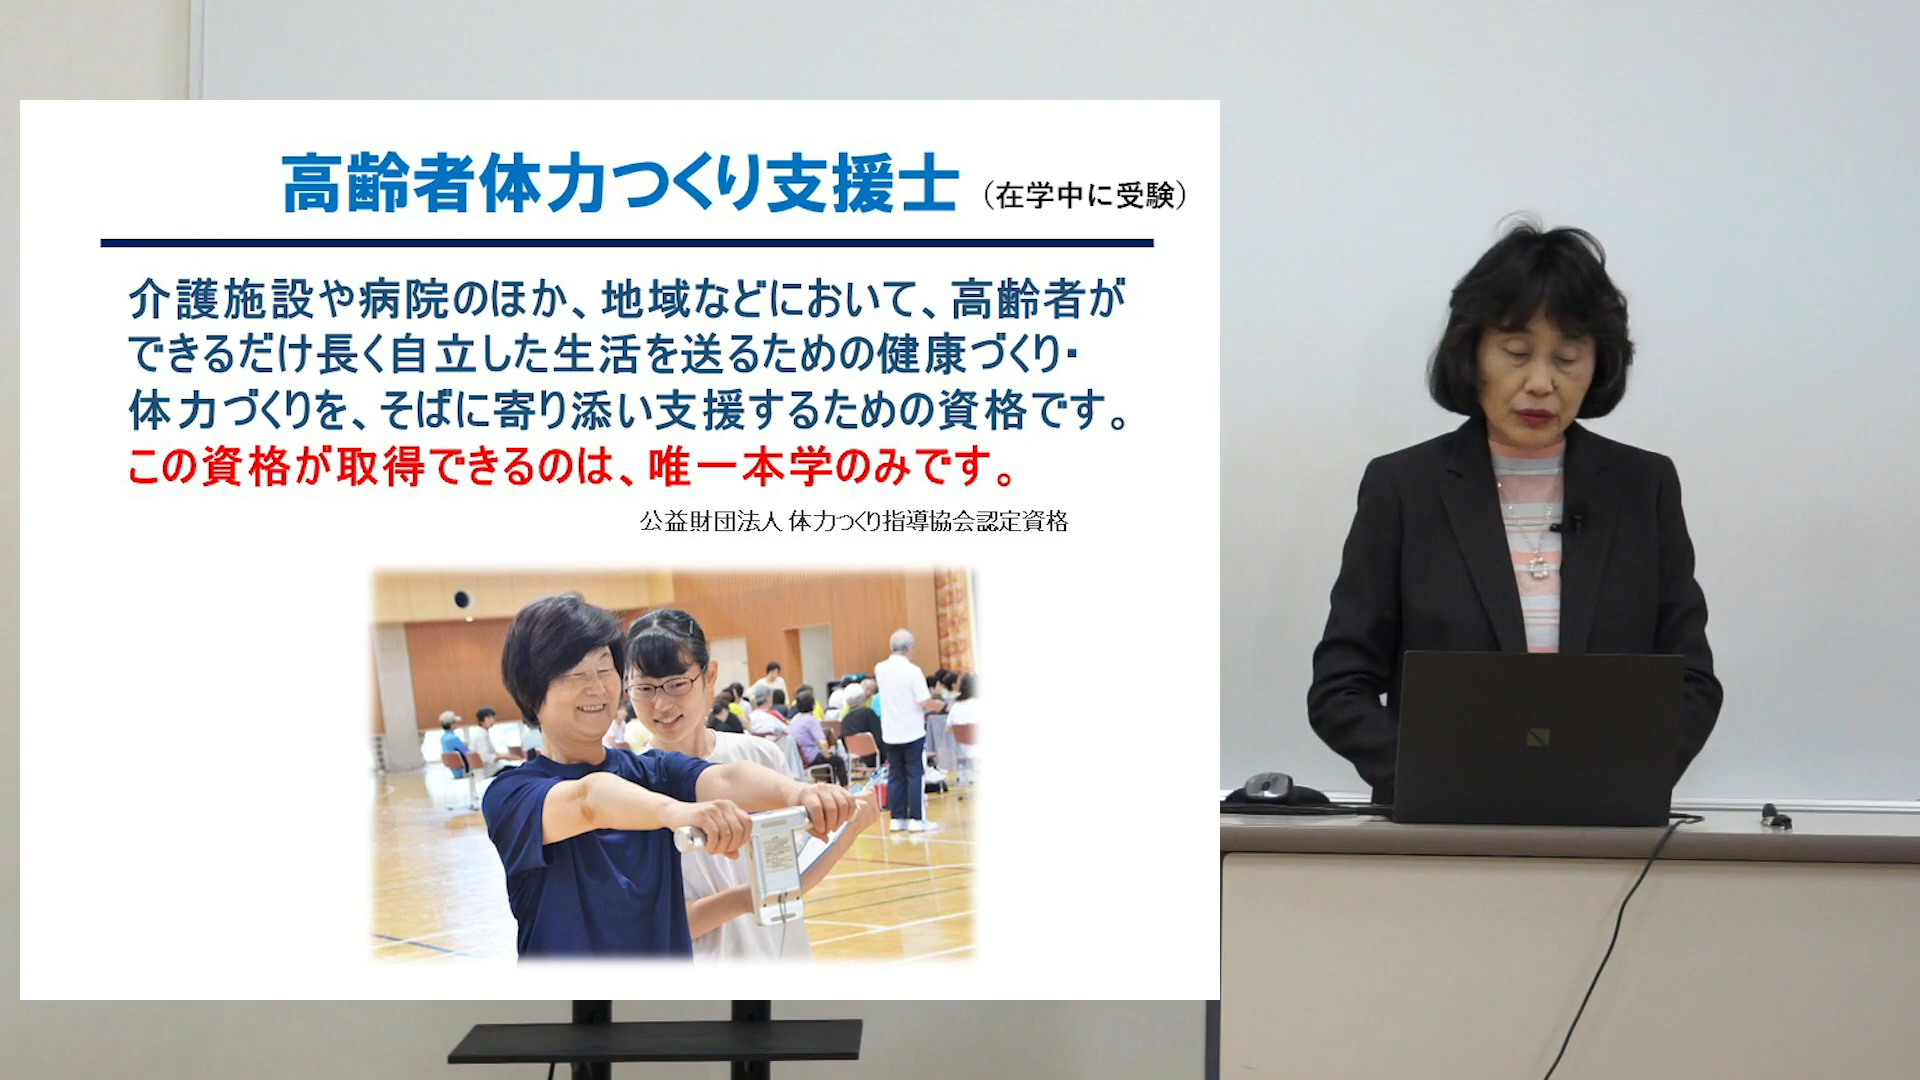 高齢者体力つくり支援士（在学中に受験）
介護施設や病院のほか、地域などにおいて、高齢者が
できるだけ長く自立した生活を送るための健康づくり・
体力づくりを、そばに寄り添い支援するための資格です。
この資格が取得できるのは、唯一本学のみです。
公益財団法人 体力つくり指導協会認定資格